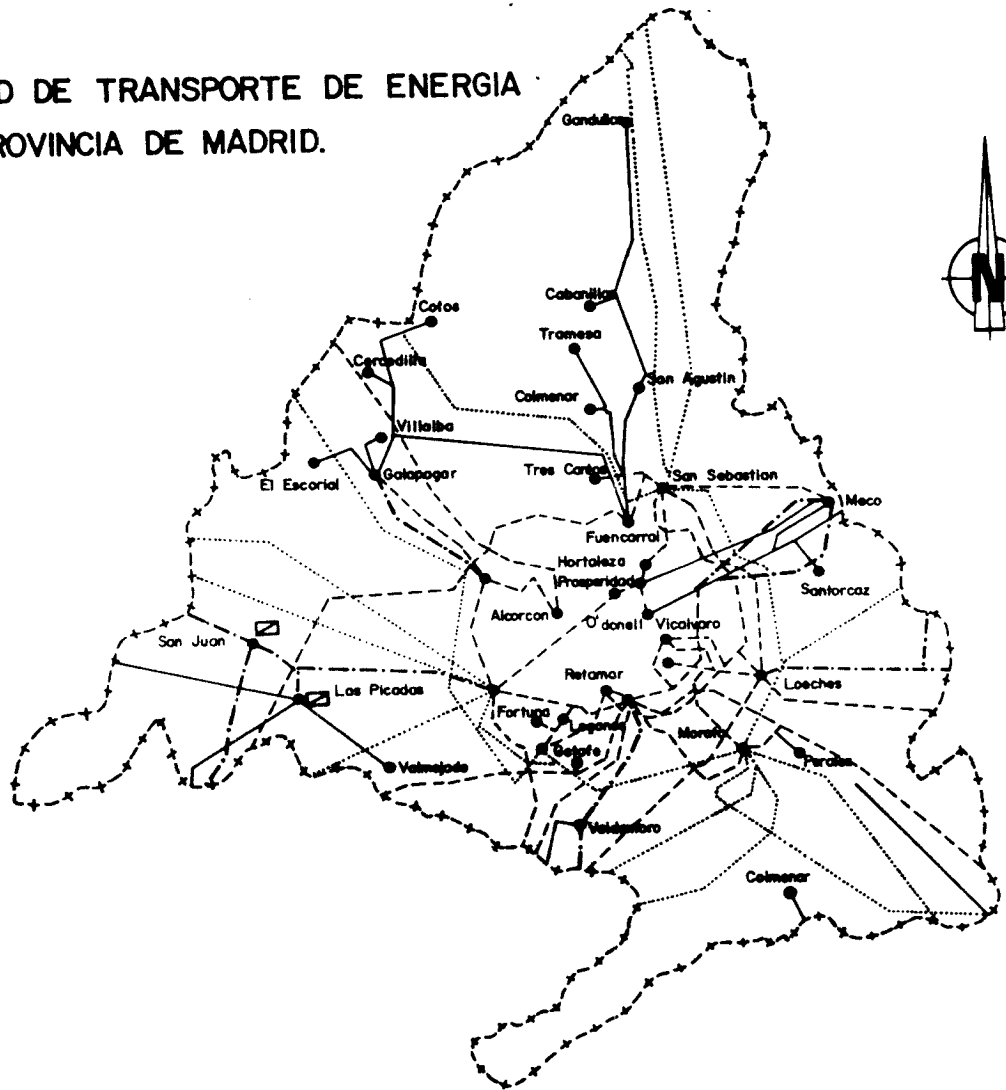 D DE TRANSPORTE DE ENERGIA
ROVINCIA DE MADRID.
Gandullas
N
Cabanillas
Cotos
Tramesa
Cercedilla
San Agustin
Colmenar
Villalba
Tres Cantos
San Sebastian
El Escorial
Galapagar
Meco
Fuencarral
Hortaleza
Prosperidad
Santorcaz
Alcorcon
O'donell
Vicalvaro
San Juan
Retamar
Loeches
Las Picadas
Fortuna
Leganes
Morata
Getafe
Perales
Valmojado
Valdemoro
Colmenar